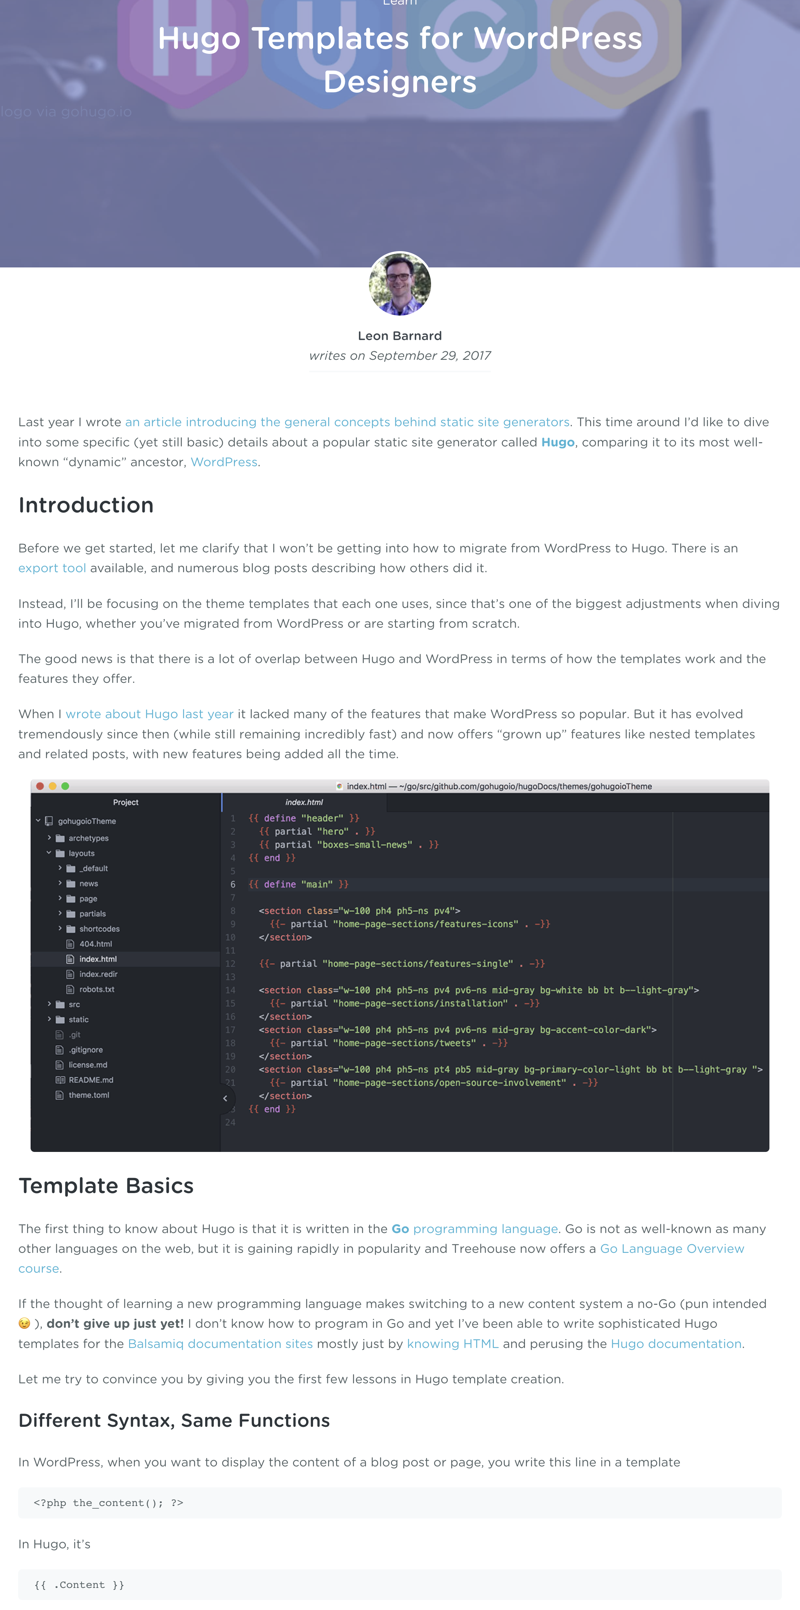 Learn
HUGO
Hugo Templates for WordPress
Designers
logo via gohugo.io
Leon Barnard
writes on September 29, 2017
Last year I wrote an article introducing the general concepts behind static site generators. This time around I’d like to dive
into some specific (yet still basic) details about a popular static site generator called Hugo, comparing it to its most well-
known “dynamic” ancestor, WordPress.
Introduction
Before we get started, let me clarify that I won’t be getting into how to migrate from WordPress to Hugo. There is an
export tool available, and numerous blog posts describing how others did it.
Instead, I’ll be focusing on the theme templates that each one uses, since that’s one of the biggest adjustments when diving
into Hugo, whether you’ve migrated from WordPress or are starting from scratch.
The good news is that there is a lot of overlap between Hugo and WordPress in terms of how the templates work and the
features they offer.
When I wrote about Hugo last year it lacked many of the features that make WordPress so popular. But it has evolved
tremendously since then (while still remaining incredibly fast) and now offers “grown up” features like nested templates
and related posts, with new features being added all the time.
index.html — ~/go/src/github.com/gohugoio/hugoDocs/themes/gohugoioTheme
Project
gohugoioTheme
archetypes
layouts
_default
news
page
partials
shortcodes
404.html
index.html
index.redir
robots.txt
src
static
.git
.gitignore
license.md
README.md
theme.toml
index.html
1 {{ define "header" }}
2 {{ partial "hero" . }}
3 {{ partial "boxes-small-news" . }}
4 {{ end }}
5
6 {{ define "main" }}
7
8 <section class="w-100 ph4 ph5-ns pv4">
9 {{- partial "home-page-sections/features-icons" . -}}
10 </section>
11
12 {{- partial "home-page-sections/features-single" . -}}
13
14 <section class="w-100 ph4 ph5-ns pv4 pv6-ns mid-gray bg-white bb bt b--light-gray">
15 {{- partial "home-page-sections/installation" . -}}
16 </section>
17 <section class="w-100 ph4 ph5-ns pv4 pv6-ns mid-gray bg-accent-color-dark">
18 {{- partial "home-page-sections/tweets" . -}}
19 </section>
20 <section class="w-100 ph4 ph5-ns pt4 pb5 mid-gray bg-primary-color-light bb bt b--light-gray ">
21 {{- partial "home-page-sections/open-source-involvement" . -}}
</section>
3 {{ end }}
24
Template Basics
The first thing to know about Hugo is that it is written in the Go programming language. Go is not as well-known as many
other languages on the web, but it is gaining rapidly in popularity and Treehouse now offers a Go Language Overview
course.
If the thought of learning a new programming language makes switching to a new content system a no-Go (pun intended
😉 ), don’t give up just yet! I don’t know how to program in Go and yet I’ve been able to write sophisticated Hugo
templates for the Balsamiq documentation sites mostly just by knowing HTML and perusing the Hugo documentation.
Let me try to convince you by giving you the first few lessons in Hugo template creation.
Different Syntax, Same Functions
In WordPress, when you want to display the content of a blog post or page, you write this line in a template
<?php the_content(); ?>
In Hugo, it’s
{{ .Content }}